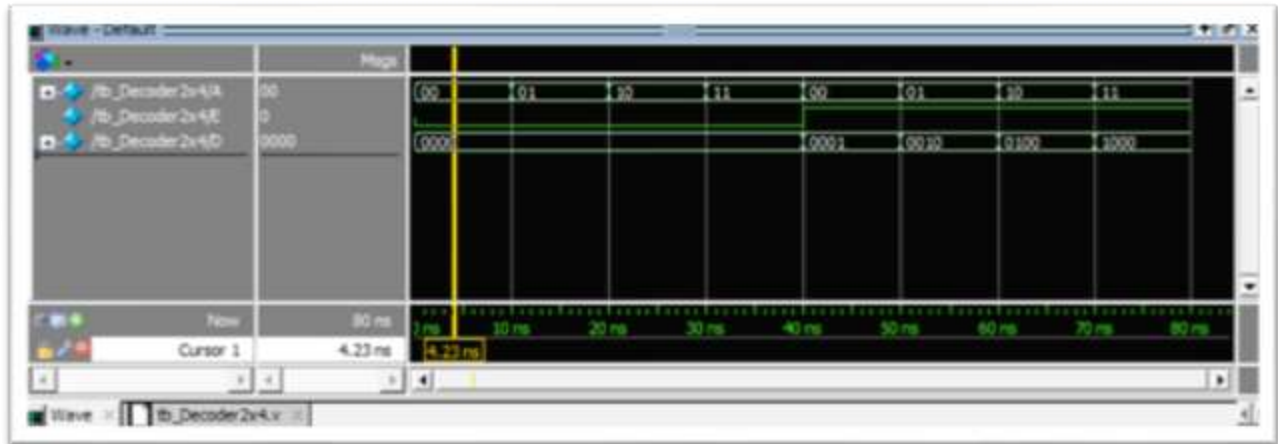 Wave - Default
Msgs
/tb_Decoder2x4/A 00 00 01 10 11 00 01 10 11
/tb_Decoder2x4/E 0
/tb_Decoder2x4/D 0000 0000 0001 0010 0100 1000
Now 80 ns ns 10 ns 20 ns 30 ns 40 ns 50 ns 60 ns 70 ns 80 ns
Cursor 1 4.23 ns 4.23 ns
Wave tb_Decoder2x4.v